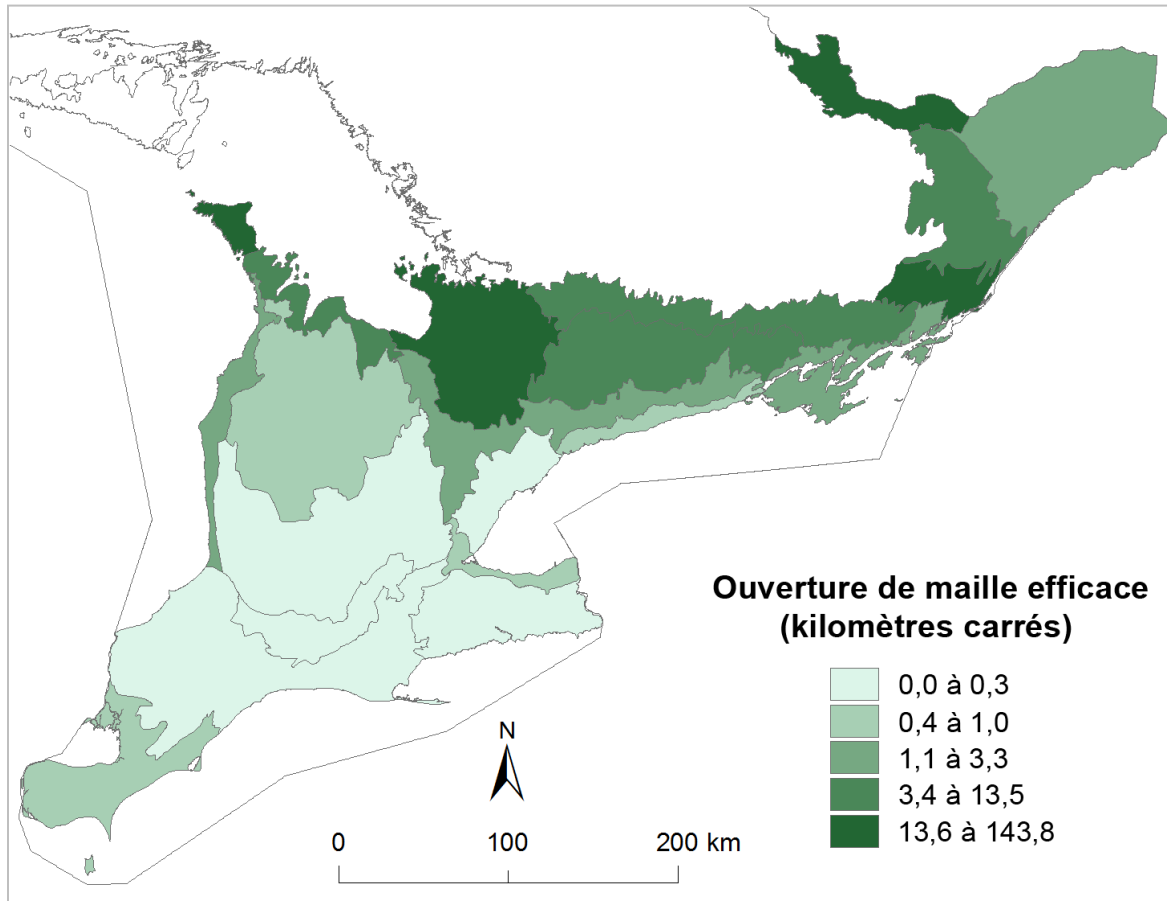 Ouverture de maille efficace
(kilomètres carrés)
0,0 à 0,3
0,4 à 1,0
1,1 à 3,3
3,4 à 13,5
13,6 à 143,8
N
0 100 200 km